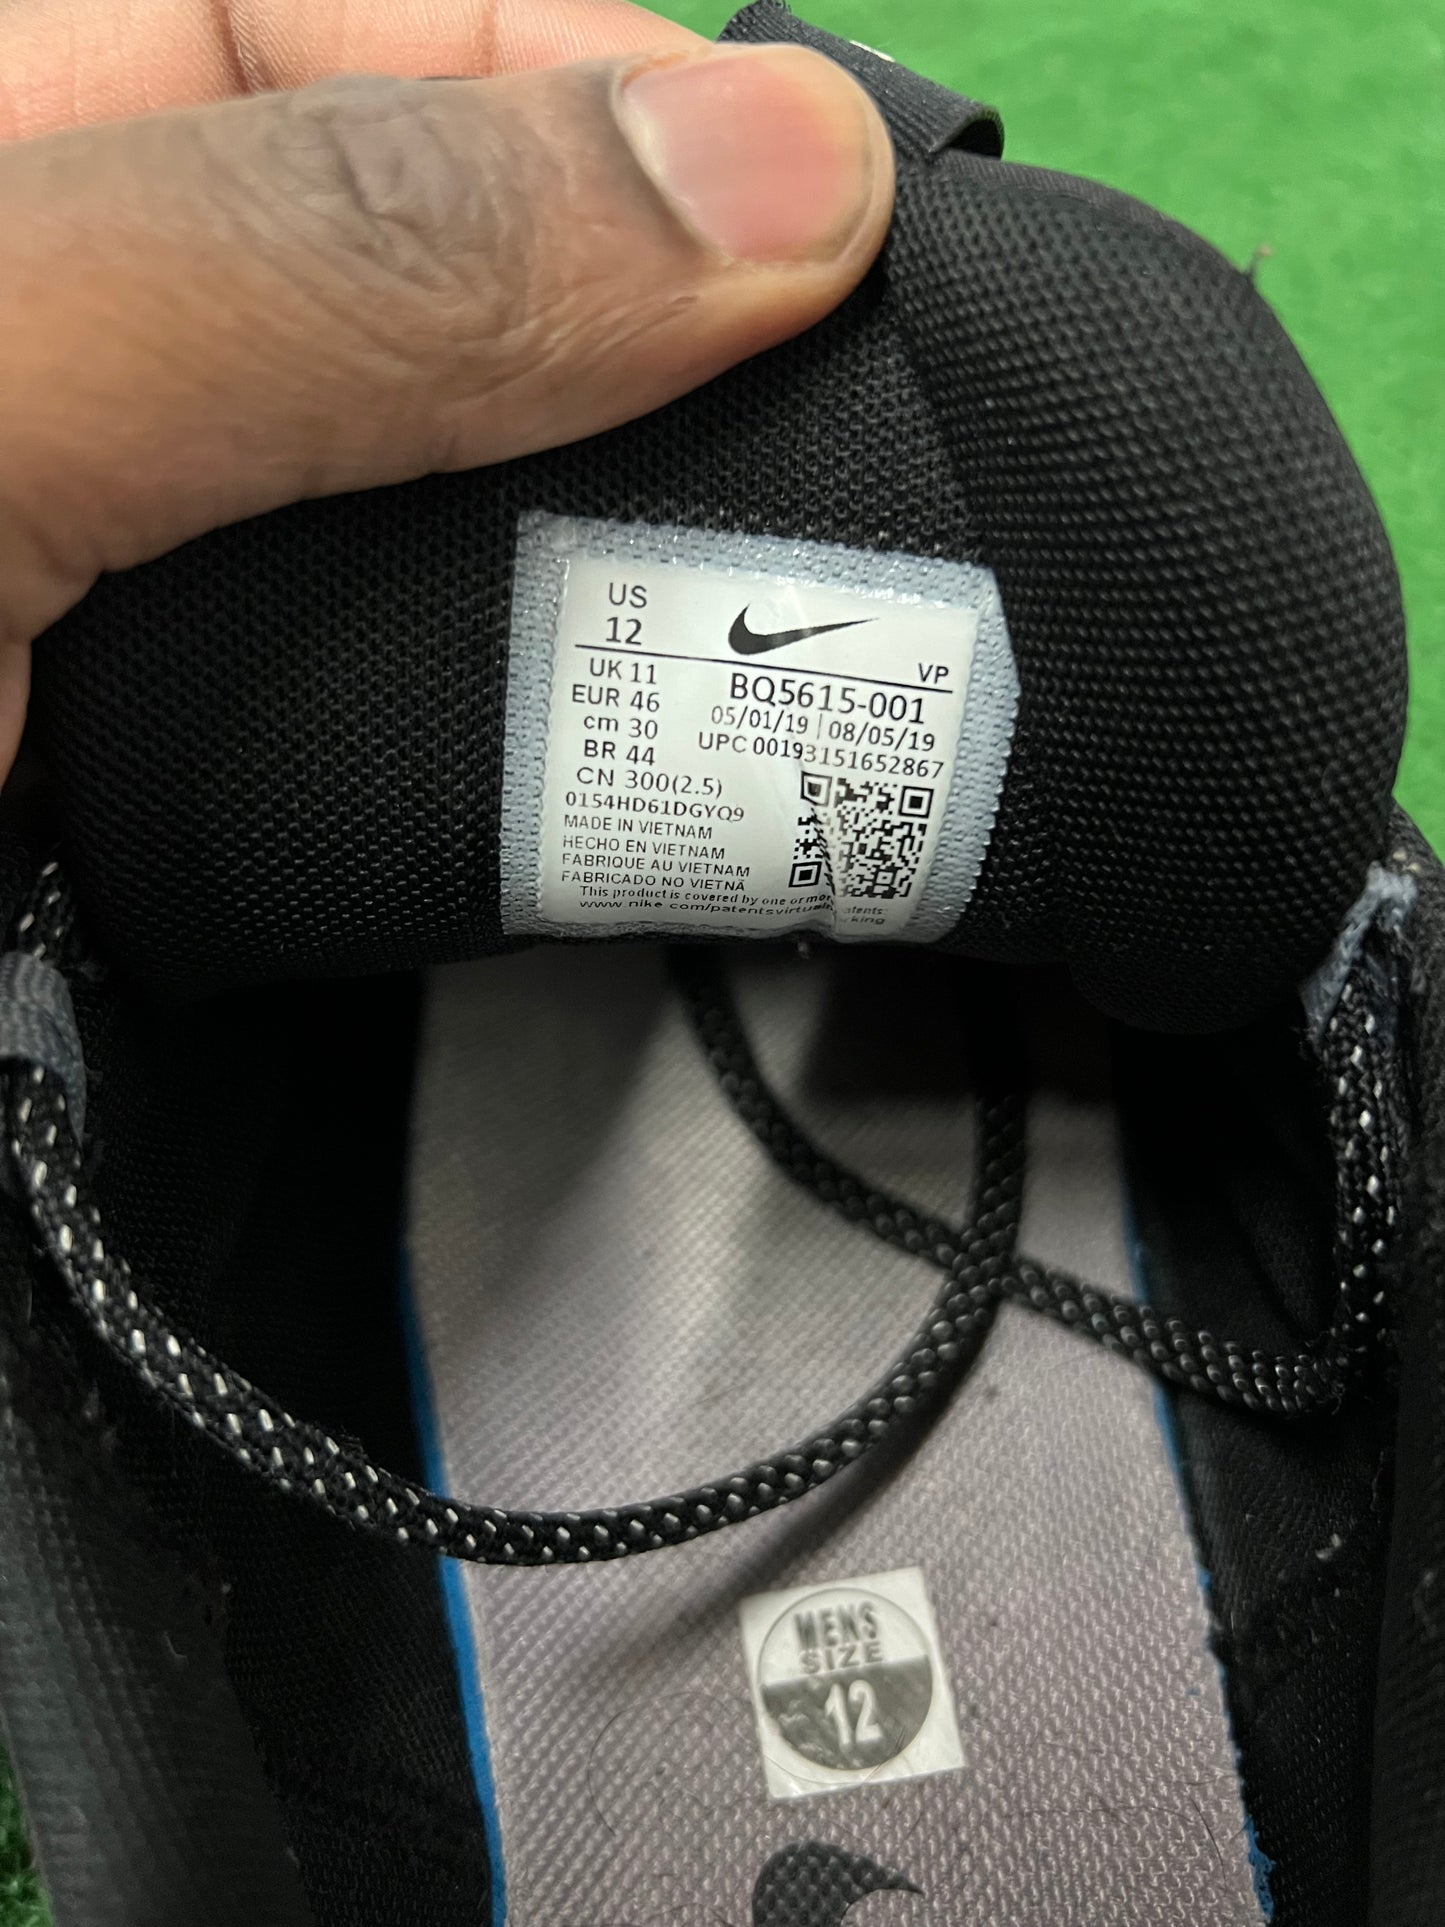 US
12
UK 11
EUR 46
cm 30
BR 44
CN 300(2.5)
0154HD61DGYQ9
MADE IN VIETNAM
HECHO EN VIETNAM
FABRIQUE AU VIETNAM
FABRICADO NO VIETNÃ
VP
BQ5615-001
05/01/19 | 08/05/19
UPC 00193151652867
This product is covered by one or more
www.nike.com/patents
MENS
SIZE
12